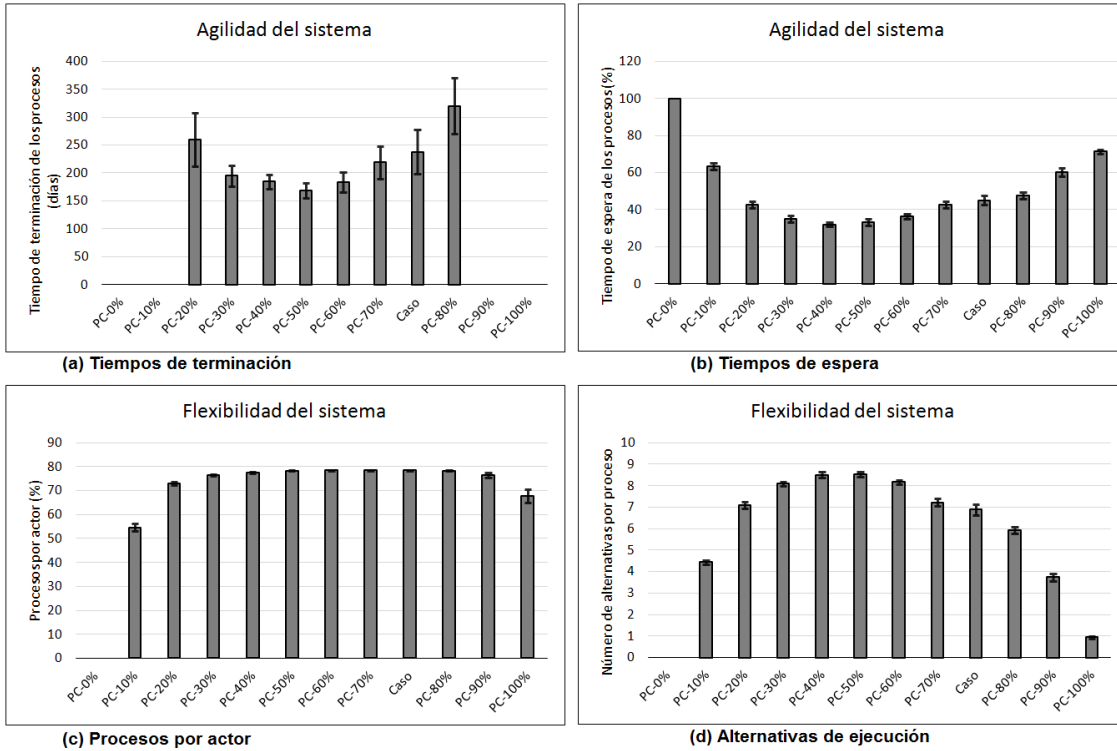 Agilidad del sistema
Tiempo de terminación de los procesos
(días)
400
350
300
250
200
150
100
50
0
PC-0%
PC-10%
PC-20%
PC-30%
PC-40%
PC-50%
PC-60%
PC-70%
Caso
PC-80%
PC-90%
PC-100%
(a) Tiempos de terminación
Agilidad del sistema
Tiempo de espera de los procesos (%)
120
100
80
60
40
20
0
PC-0%
PC-10%
PC-20%
PC-30%
PC-40%
PC-50%
PC-60%
PC-70%
Caso
PC-80%
PC-90%
PC-100%
(b) Tiempos de espera
Flexibilidad del sistema
Procesos por actor (%)
90
80
70
60
50
40
30
20
10
0
PC-0%
PC-10%
PC-20%
PC-30%
PC-40%
PC-50%
PC-60%
PC-70%
Caso
PC-80%
PC-90%
PC-100%
(c) Procesos por actor
Flexibilidad del sistema
Número de alternativas por proceso
10
9
8
7
6
5
4
3
2
1
0
PC-0%
PC-10%
PC-20%
PC-30%
PC-40%
PC-50%
PC-60%
PC-70%
Caso
PC-80%
PC-90%
PC-100%
(d) Alternativas de ejecución